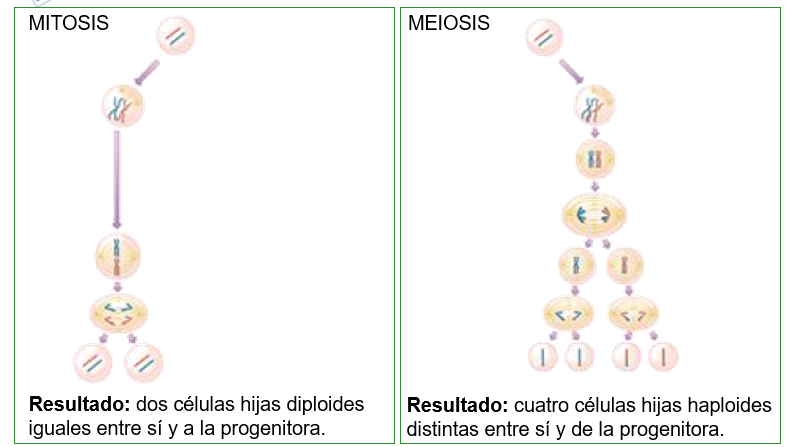 MITOSIS
Resultado: dos células hijas diploides
iguales entre sí y a la progenitora.
MEIOSIS
Resultado: cuatro células hijas haploides
distintas entre sí y de la progenitora.